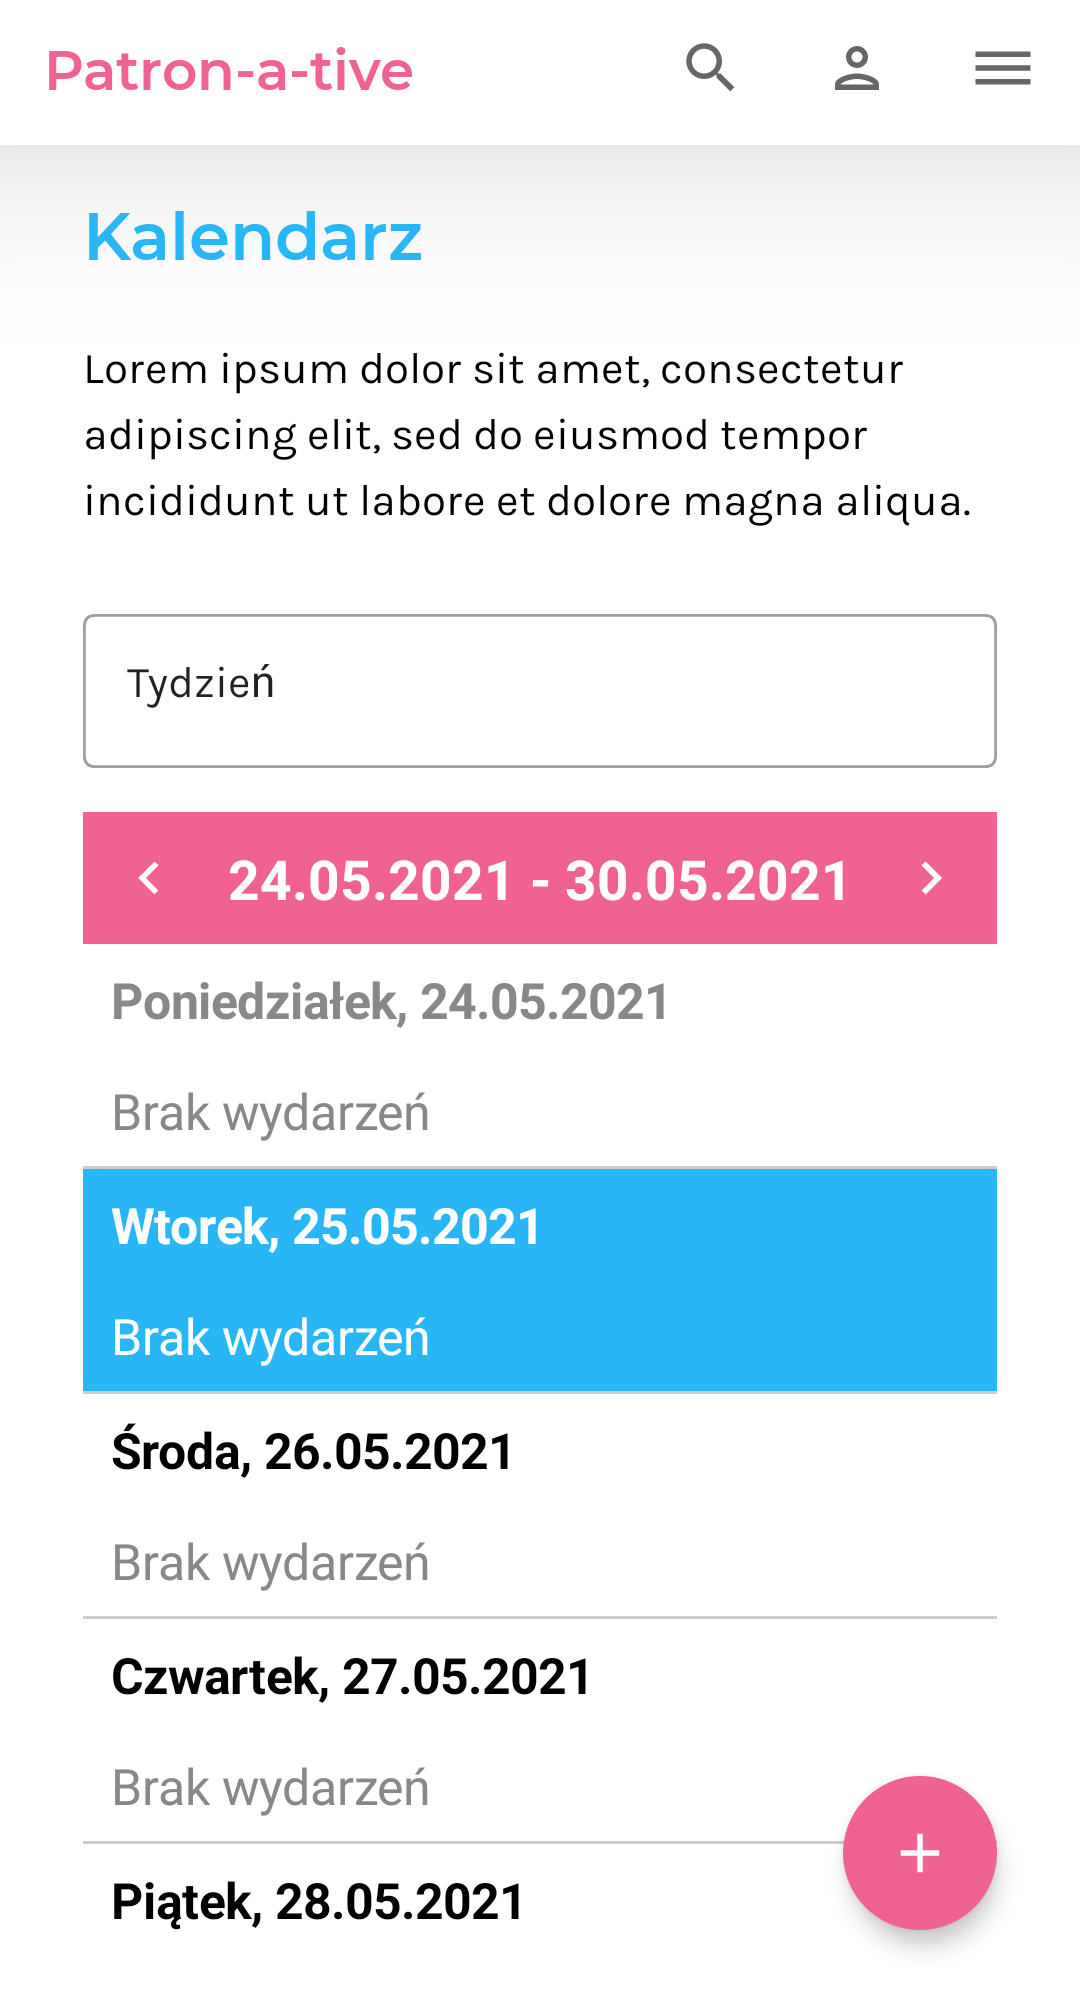 Patron-a-tive
Kalendarz
Lorem ipsum dolor sit amet, consectetur
adipiscing elit, sed do eiusmod tempor
incididunt ut labore et dolore magna aliqua.
Tydzień
24.05.2021 - 30.05.2021
Poniedziałek, 24.05.2021
Brak wydarzeń
Wtorek, 25.05.2021
Brak wydarzeń
Środa, 26.05.2021
Brak wydarzeń
Czwartek, 27.05.2021
Brak wydarzeń
Piątek, 28.05.2021